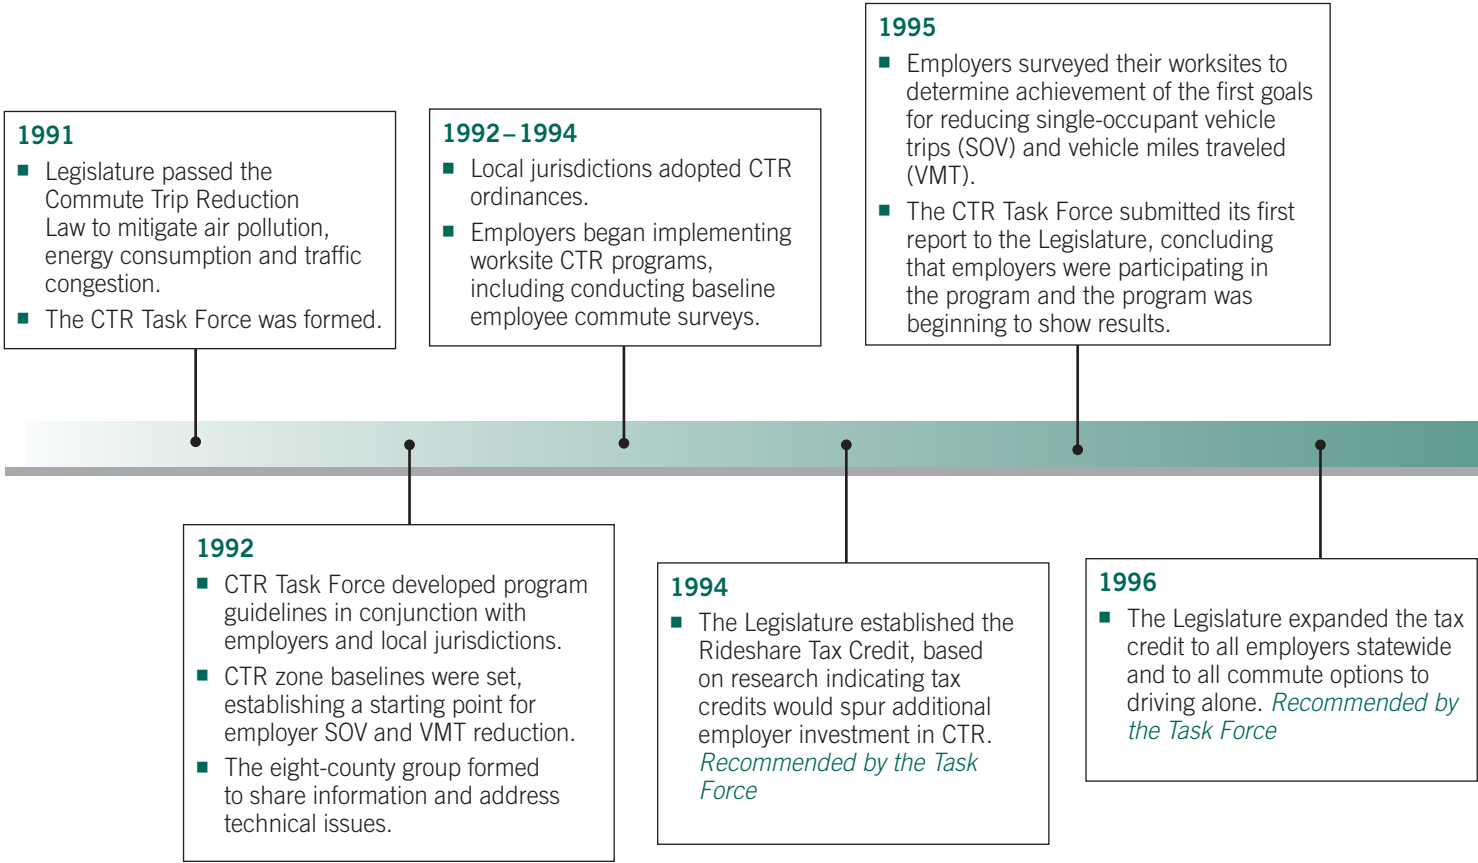 1991
■ Legislature passed the
Commute Trip Reduction
Law to mitigate air pollution,
energy consumption and traffic
congestion.
■ The CTR Task Force was formed.
1992–1994
■ Local jurisdictions adopted CTR
ordinances.
■ Employers began implementing
worksite CTR programs,
including conducting baseline
employee commute surveys.
1995
■ Employers surveyed their worksites to
determine achievement of the first goals
for reducing single-occupant vehicle
trips (SOV) and vehicle miles traveled
(VMT).
■ The CTR Task Force submitted its first
report to the Legislature, concluding
that employers were participating in
the program and the program was
beginning to show results.
1992
■ CTR Task Force developed program
guidelines in conjunction with
employers and local jurisdictions.
■ CTR zone baselines were set,
establishing a starting point for
employer SOV and VMT reduction.
■ The eight-county group formed
to share information and address
technical issues.
1994
■ The Legislature established the
Rideshare Tax Credit, based
on research indicating tax
credits would spur additional
employer investment in CTR.
Recommended by the Task
Force
1996
■ The Legislature expanded the tax
credit to all employers statewide
and to all commute options to
driving alone. Recommended by
the Task Force